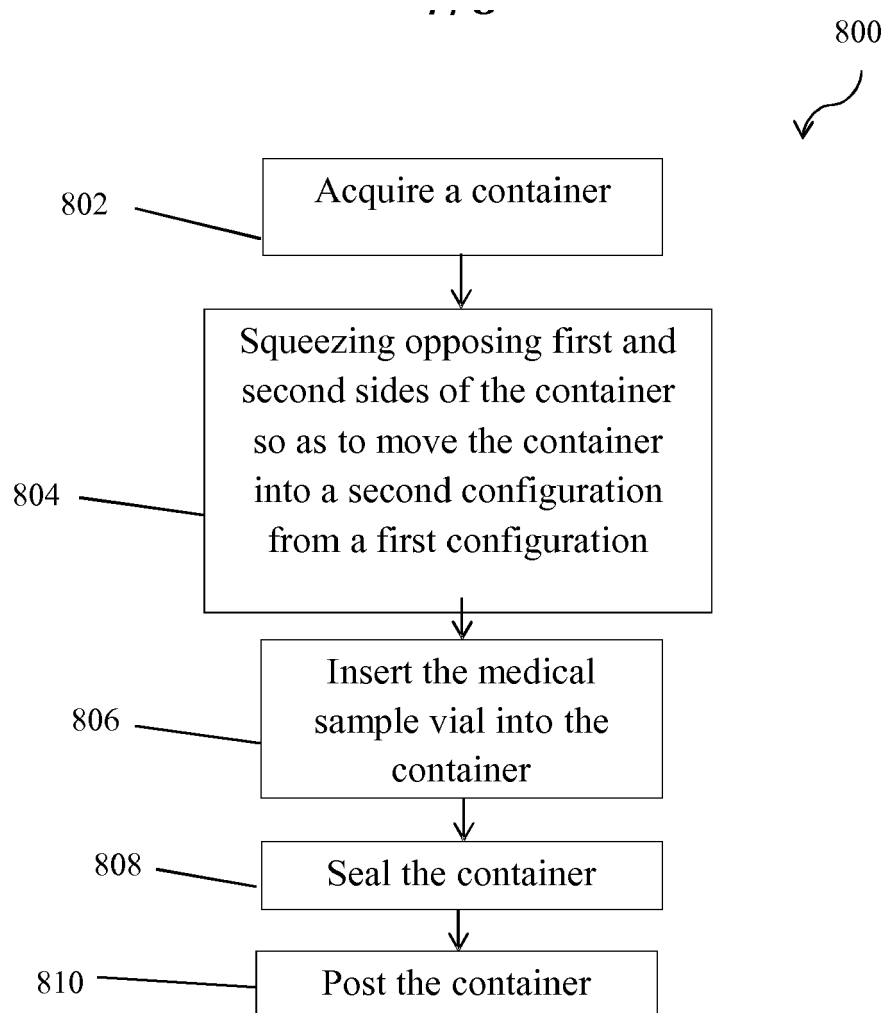 800
802
Acquire a container
804
Squeezing opposing first and
second sides of the container
so as to move the container
into a second configuration
from a first configuration
806
Insert the medical
sample vial into the
container
808
Seal the container
810
Post the container